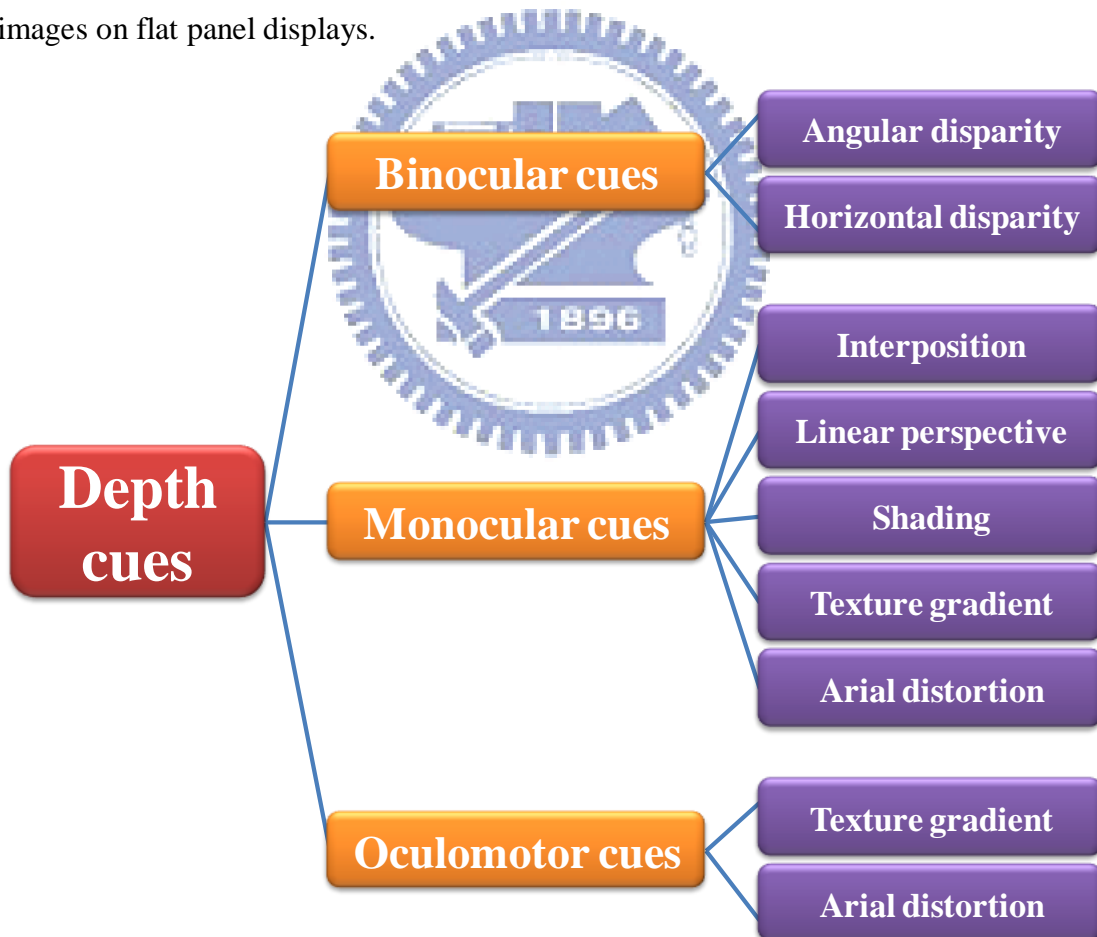 images on flat panel displays.
Binocular cues
Angular disparity
Horizontal disparity
1896
Depth
cues
Monocular cues
Interposition
Linear perspective
Shading
Texture gradient
Arial distortion
Oculomotor cues
Texture gradient
Arial distortion